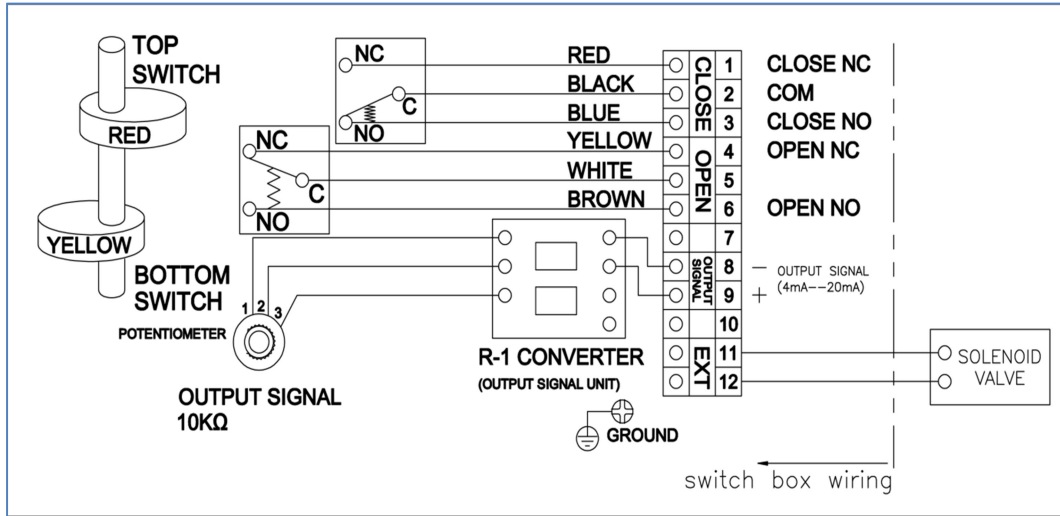 TOP
SWITCH
RED
YELLOW
BOTTOM
SWITCH
NC
C
NO
NC
C
NO
RED
BLACK
BLUE
YELLOW
WHITE
BROWN
CLOSE
OPEN
OUTPUT
SIGNAL
EXT
1
2
3
4
5
6
7
8
9
10
11
12
CLOSE NC
COM
CLOSE NO
OPEN NC
OPEN NO
− OUTPUT SIGNAL
+ (4mA--20mA)
1 2 3
POTENTIOMETER
OUTPUT SIGNAL
10KΩ
R-1 CONVERTER
(OUTPUT SIGNAL UNIT)
GROUND
SOLENOID
VALVE
switch box wiring